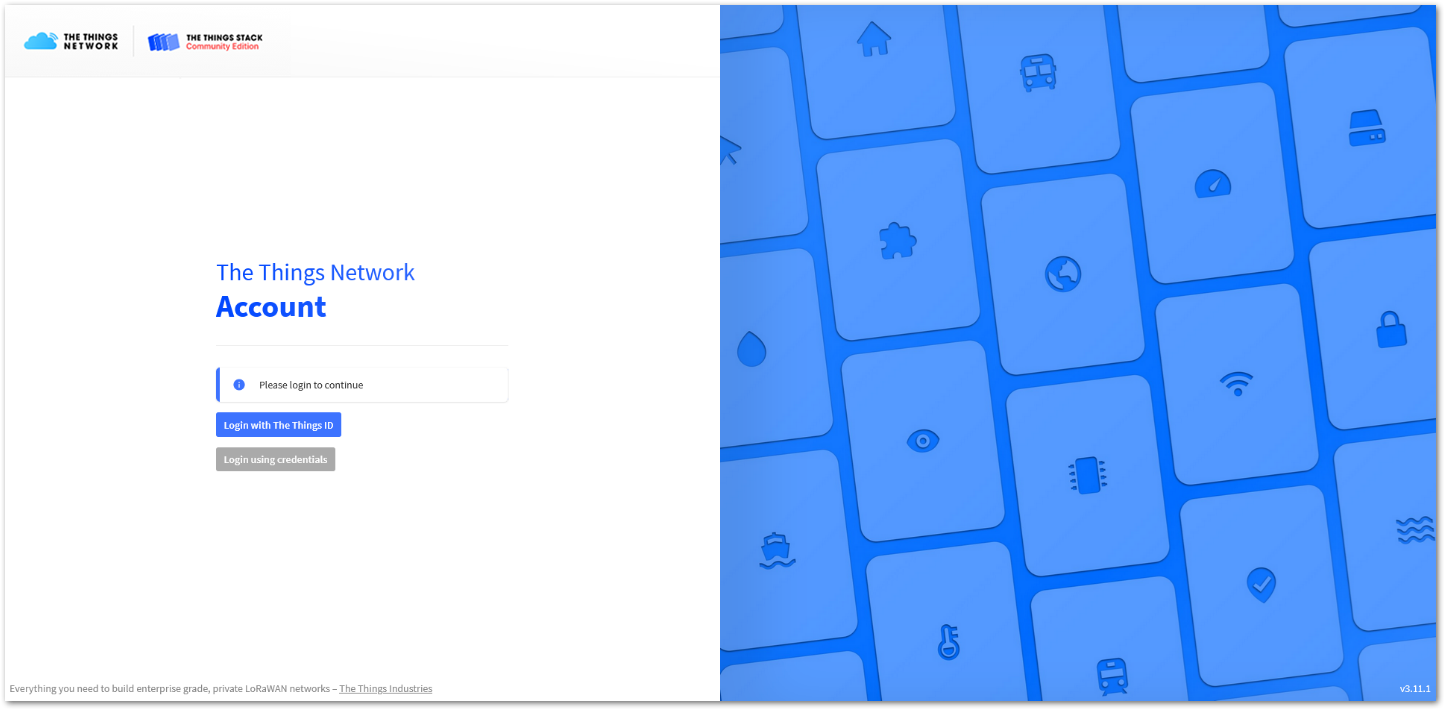 THE THINGS
NETWORK
THE THINGS STACK
Community Edition
The Things Network
Account
Please login to continue
Login with The Things ID
Login using credentials
Everything you need to build enterprise grade, private LoRaWAN networks – The Things Industries
v3.11.1